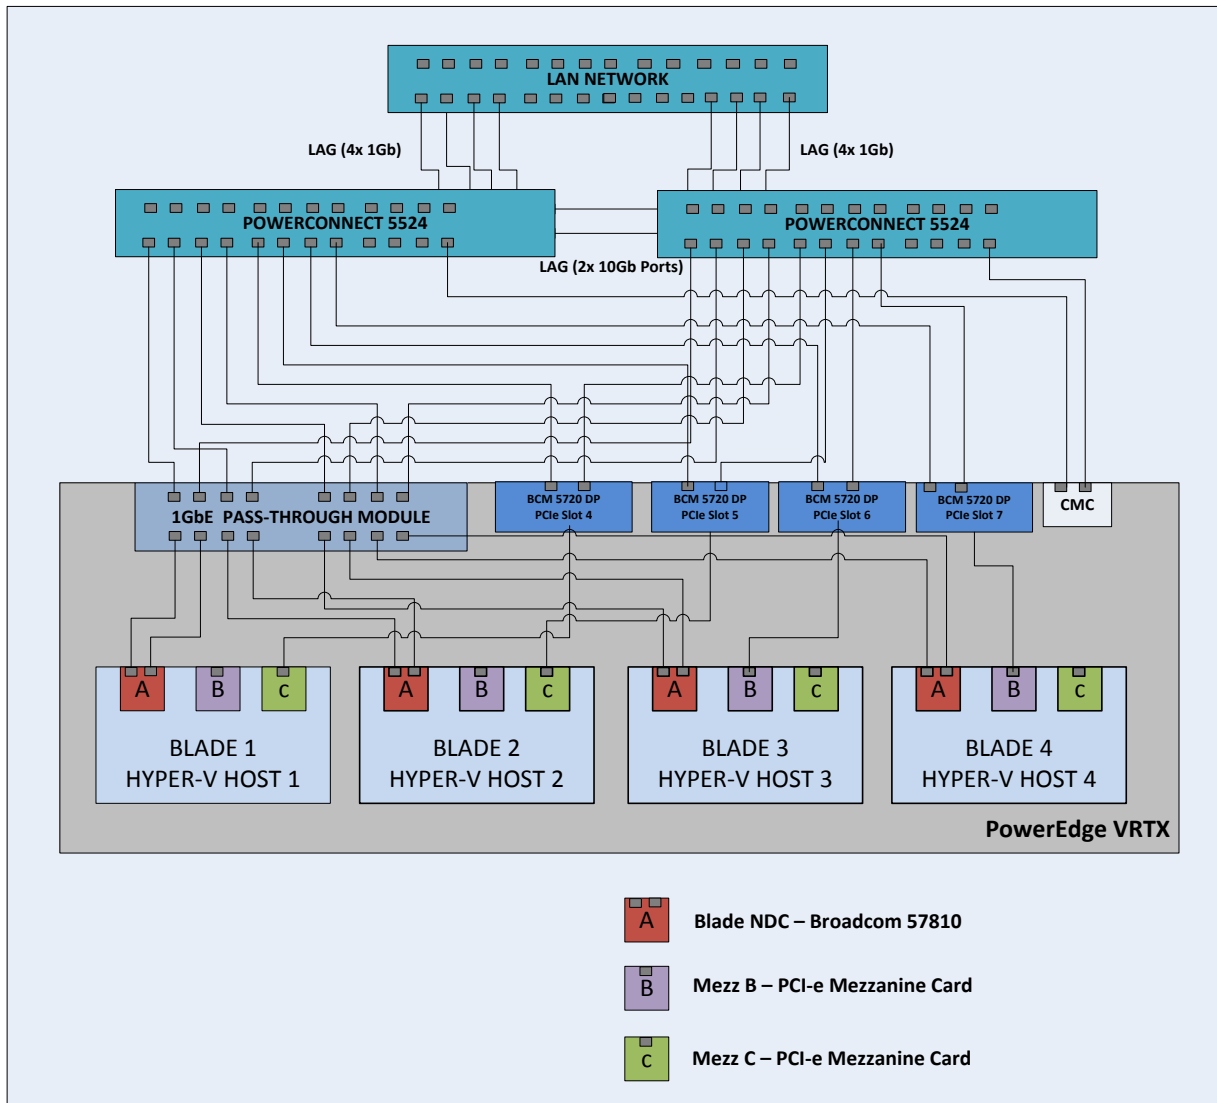 LAN NETWORK
LAG (4x 1Gb)
LAG (4x 1Gb)
POWERCONNECT 5524
POWERCONNECT 5524
LAG (2x 10Gb Ports)
1GbE PASS-THROUGH MODULE
BCM 5720 DP
PCIe Slot 4
BCM 5720 DP
PCIe Slot 5
BCM 5720 DP
PCIe Slot 6
BCM 5720 DP
PCIe Slot 7
CMC
A
B
C
BLADE 1
HYPER-V HOST 1
A
B
C
BLADE 2
HYPER-V HOST 2
A
B
C
BLADE 3
HYPER-V HOST 3
A
B
C
BLADE 4
HYPER-V HOST 4
PowerEdge VRTX
A
Blade NDC – Broadcom 57810
B
Mezz B – PCI-e Mezzanine Card
C
Mezz C – PCI-e Mezzanine Card